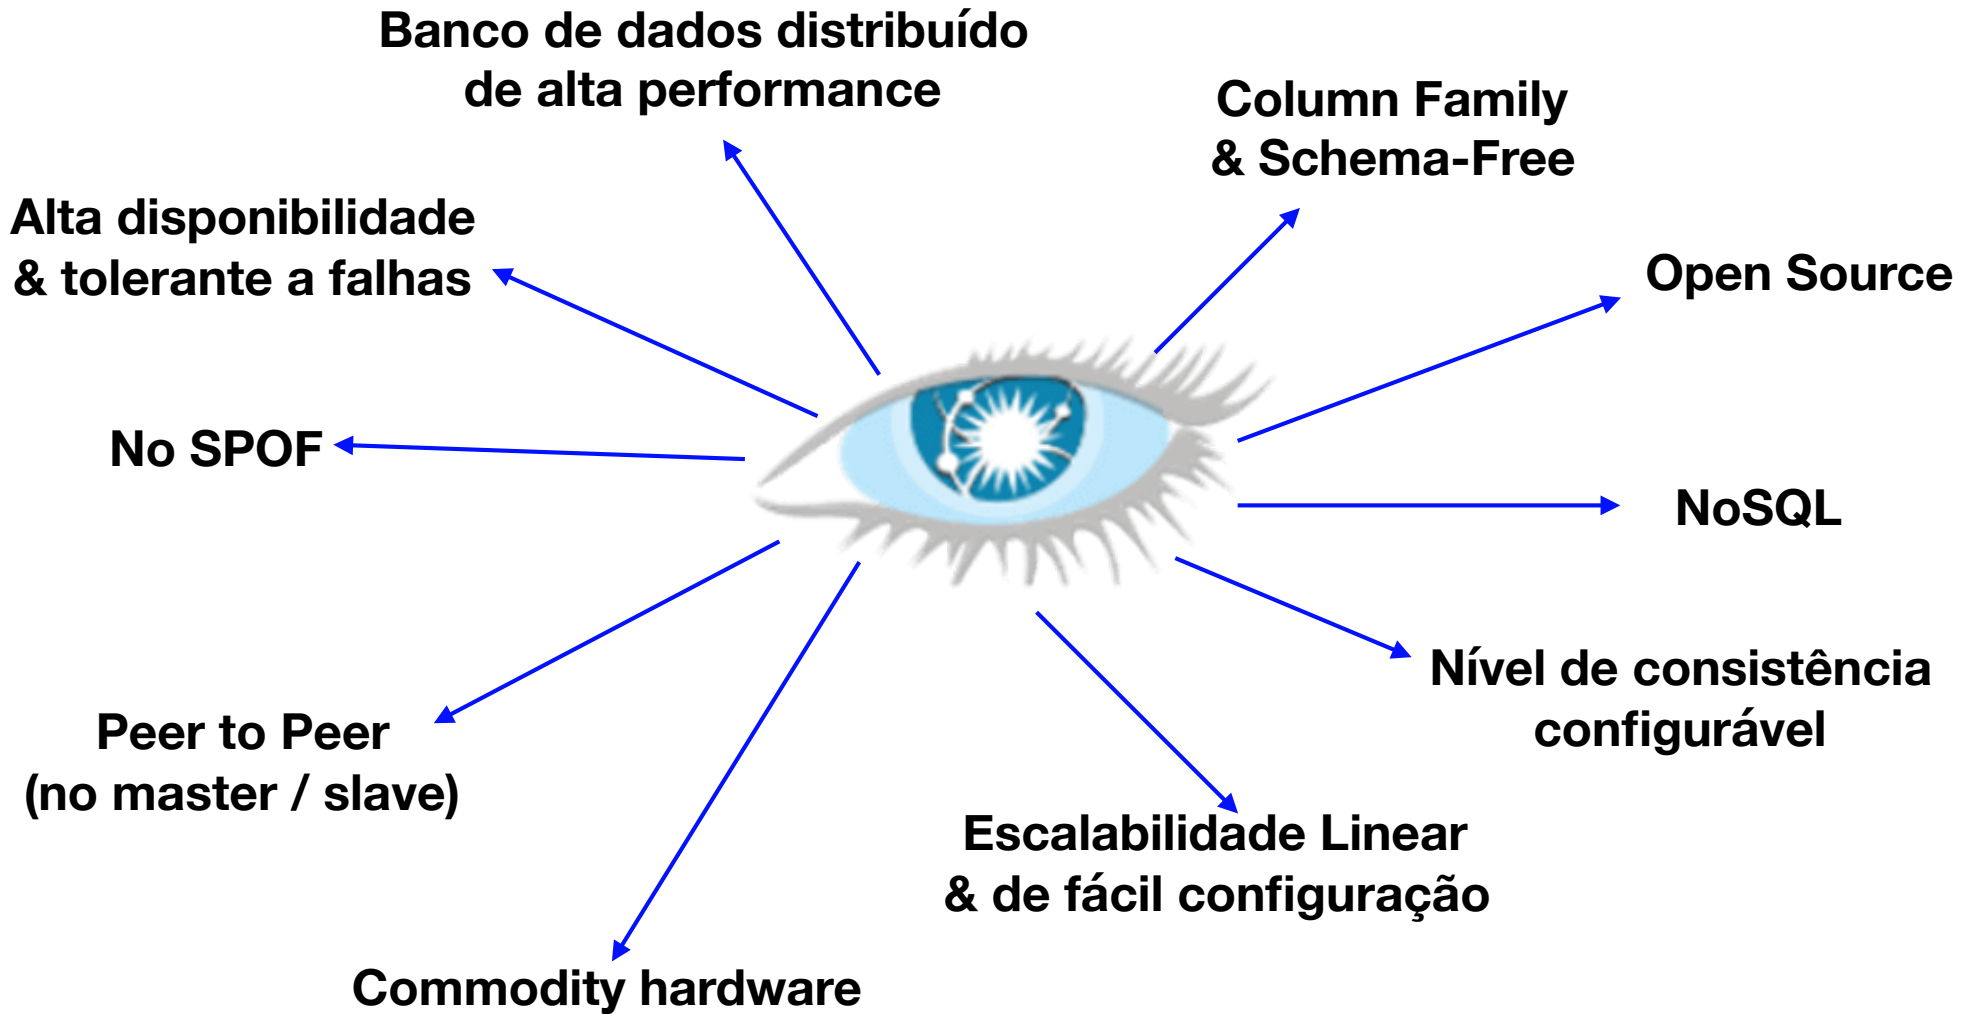 Banco de dados distribuído
de alta performance
Column Family
& Schema-Free
Alta disponibilidade
& tolerante a falhas
Open Source
No SPOF
NoSQL
Nível de consistência
configurável
Peer to Peer
(no master / slave)
Escalabilidade Linear
& de fácil configuração
Commodity hardware